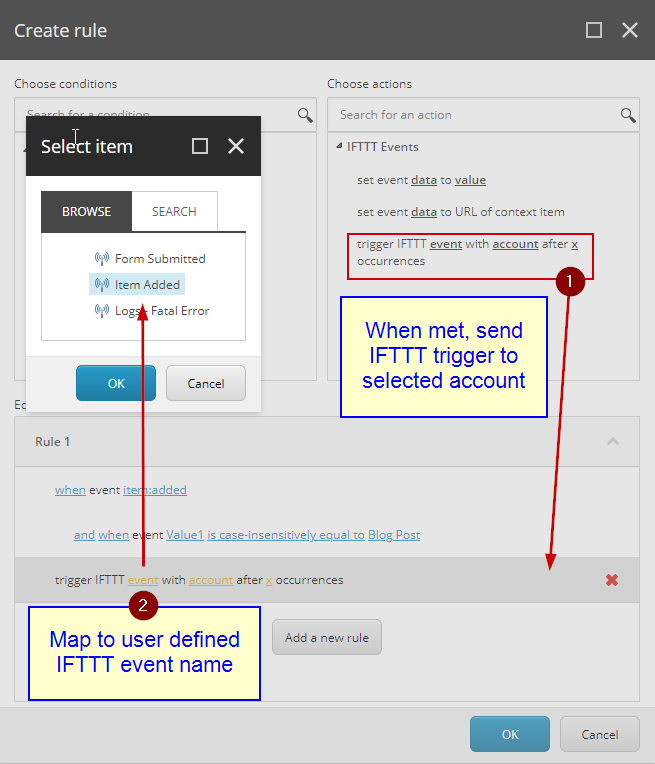 Create rule
Choose conditions
Choose actions
Search for a condition
Search for an action
Select item
BROWSE
SEARCH
Form Submitted
Item Added
Logs - Fatal Error
OK
Cancel
IFTTT Events
set event data to value
set event data to URL of context item
trigger IFTTT event with account after x
occurrences
1
When met, send
IFTTT trigger to
selected account
Rule 1
when event item:added
and when event Value1 is case-insensitively equal to Blog Post
trigger IFTTT event with account after x occurrences
2
Map to user defined
IFTTT event name
Add a new rule
OK
Cancel